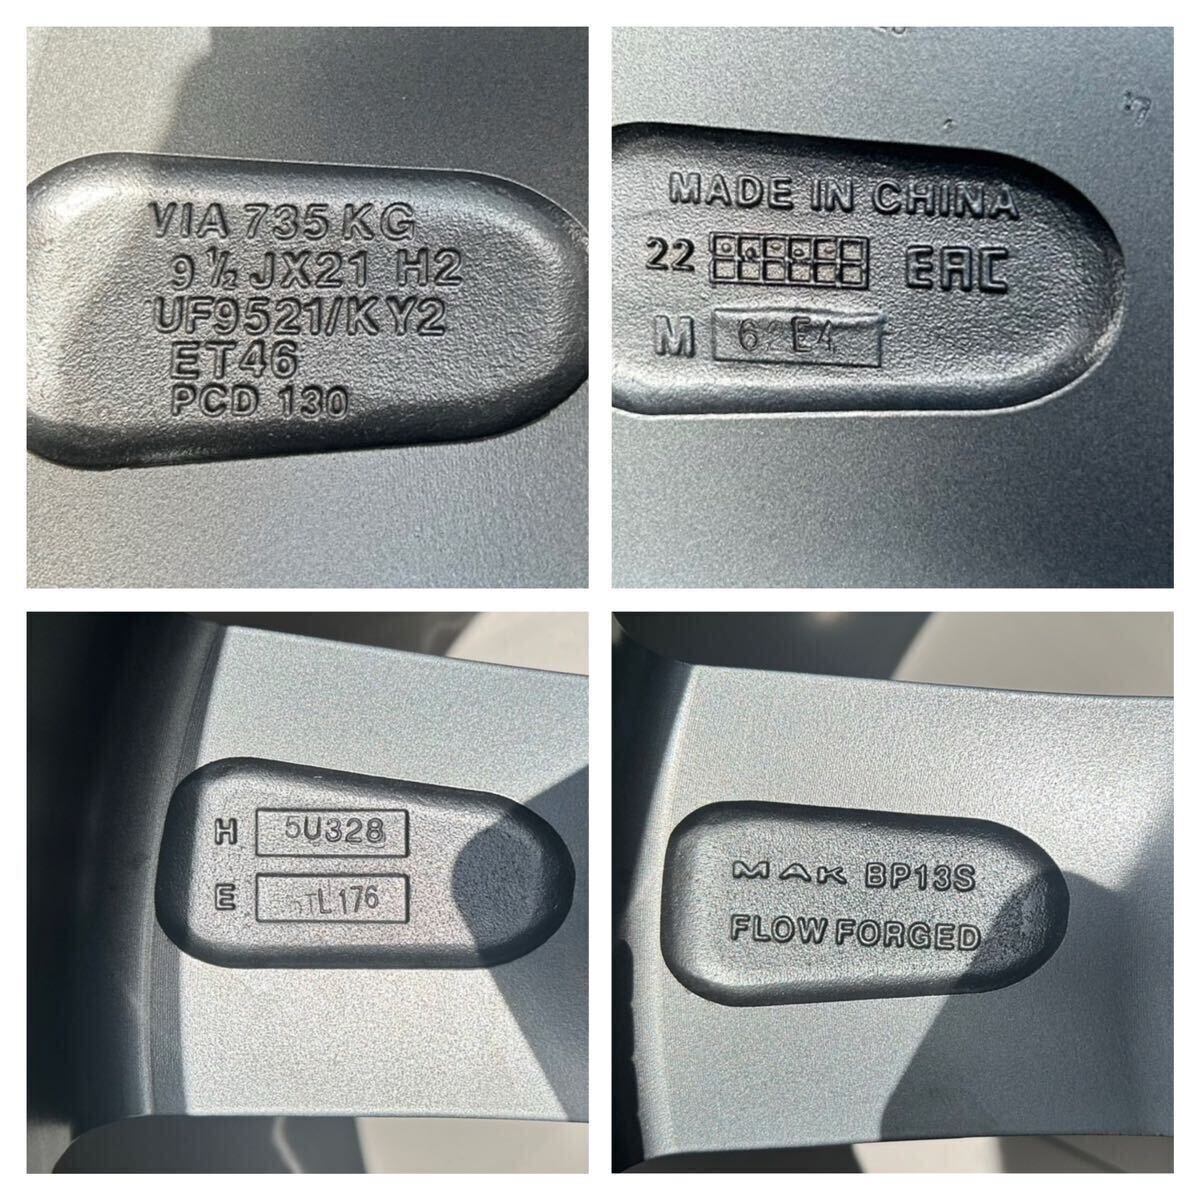 VIA 735 KG
9 ½ JX21 H2
UF9521/KY2
ET46
PCD 130
MADE IN CHINA
22 EAC
M
H 5U328
E TL176
MAK BP13S
FLOW FORGED